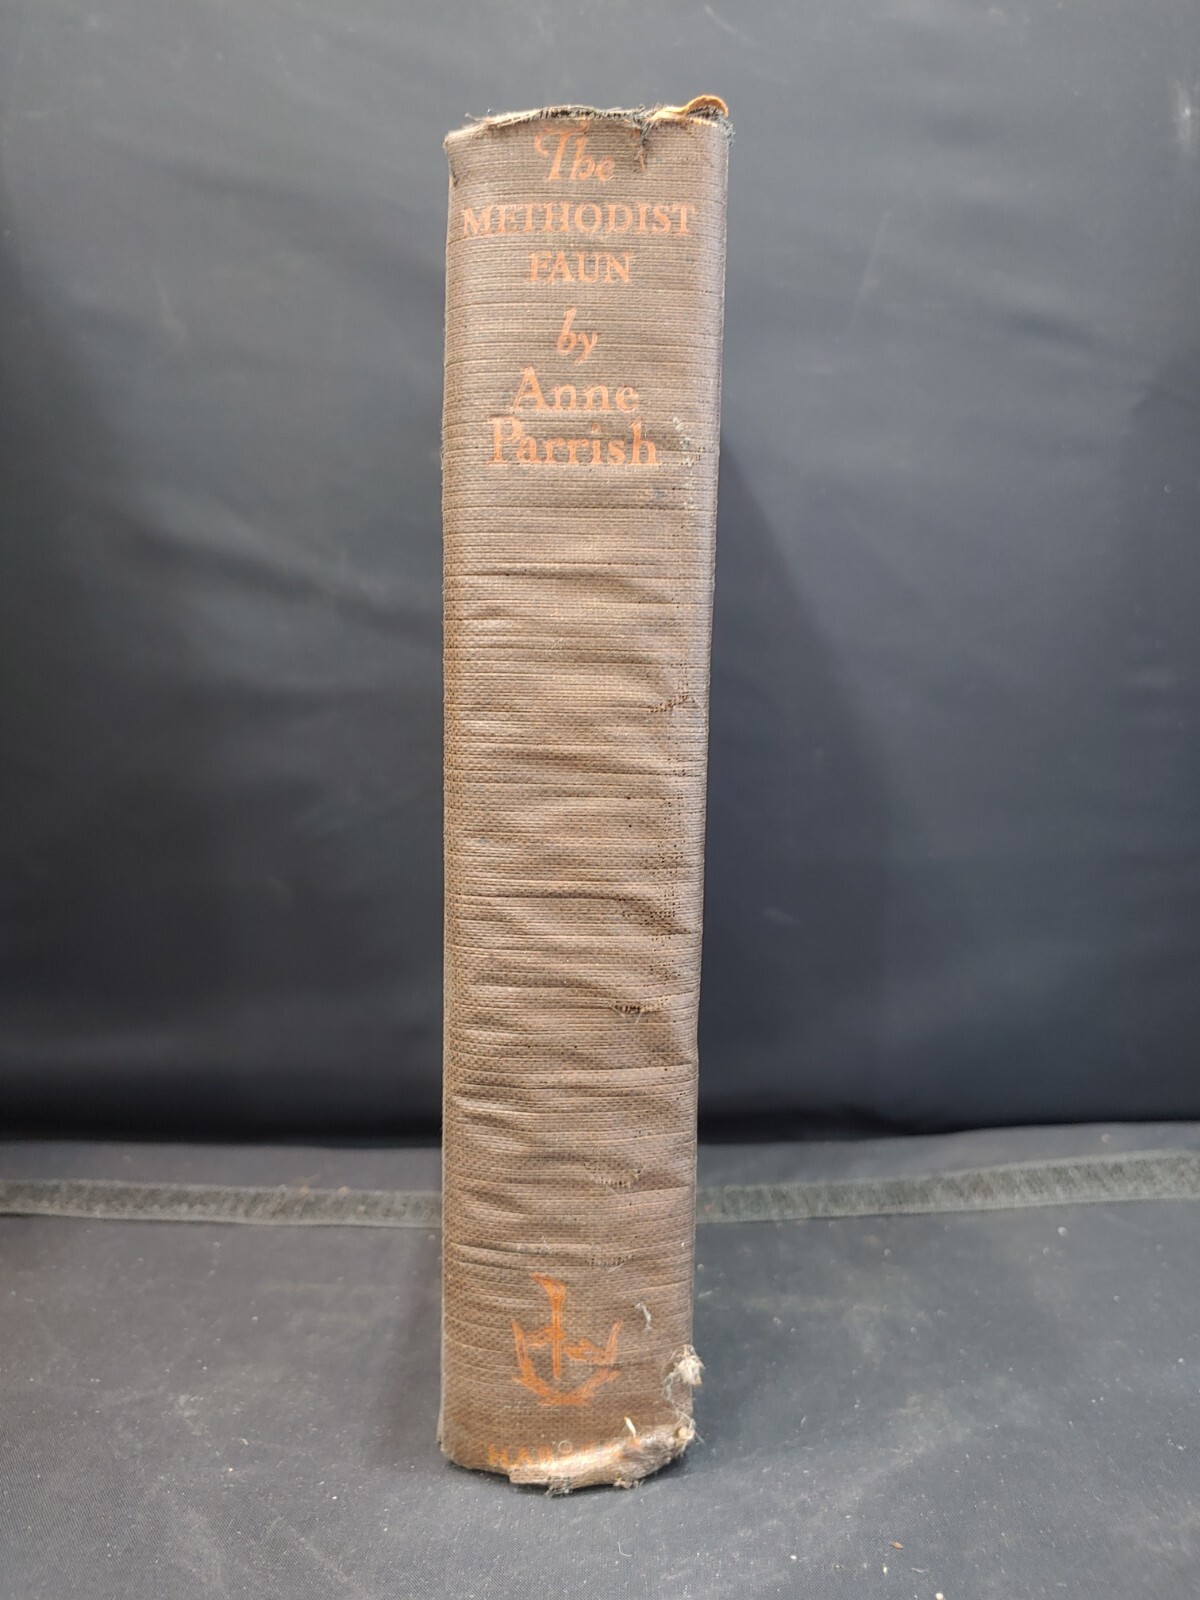 The
METHODIST
FAUN
by
Anne
Parrish